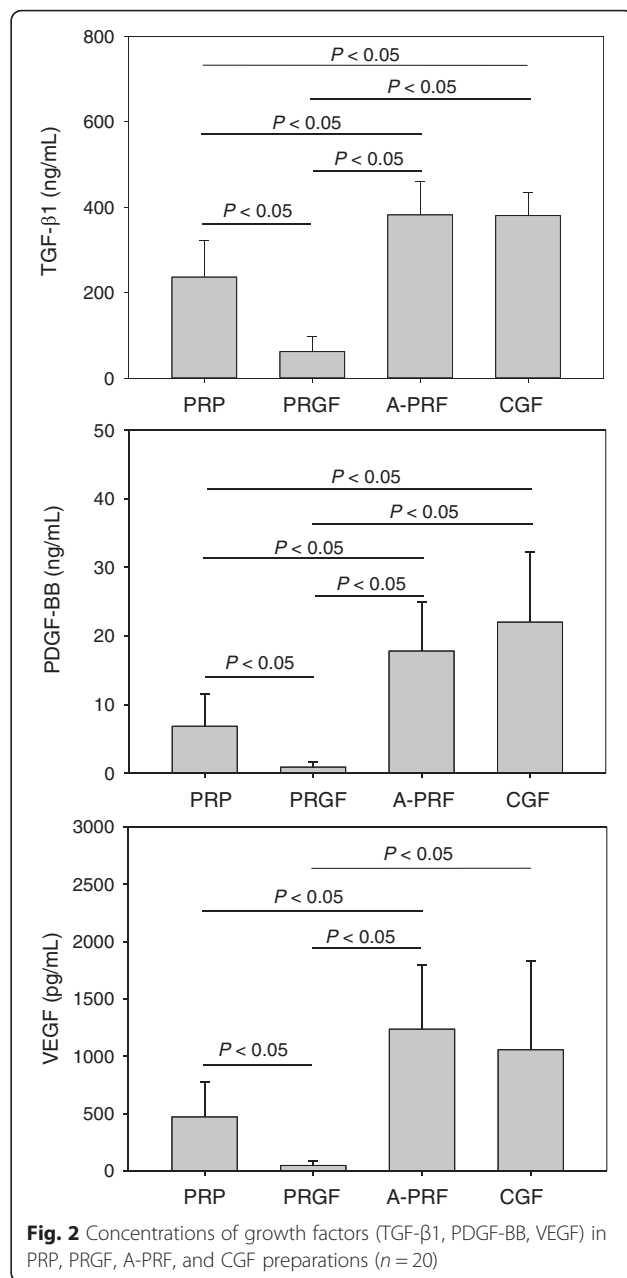 800
P < 0.05
P < 0.05
600
P < 0.05
P < 0.05
400
P < 0.05
200
0
TGF-β1 (ng/mL)
PRP PRGF A-PRF CGF
50
P < 0.05
40
P < 0.05
P < 0.05
30
P < 0.05
20
P < 0.05
10
0
PDGF-BB (ng/mL)
PRP PRGF A-PRF CGF
3000
P < 0.05
2500
P < 0.05
2000
P < 0.05
1500
1000
P < 0.05
500
0
VEGF (pg/mL)
PRP PRGF A-PRF CGF
Fig. 2 Concentrations of growth factors (TGF-β1, PDGF-BB, VEGF) in
PRP, PRGF, A-PRF, and CGF preparations (n = 20)